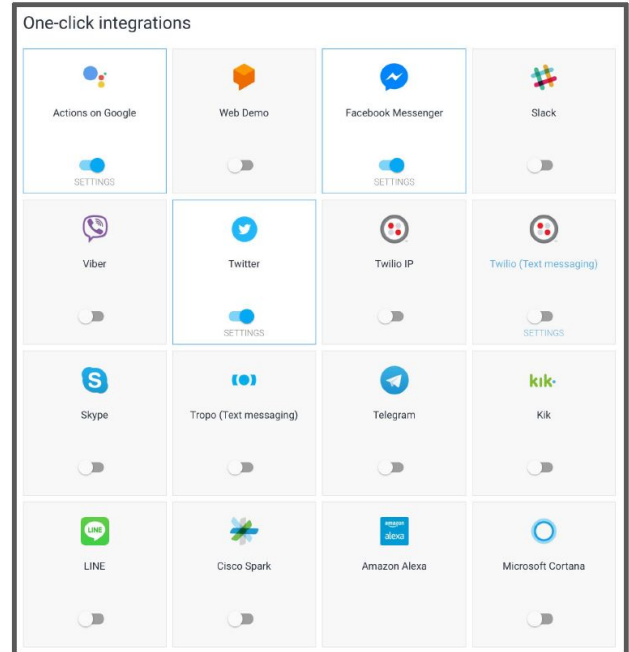 One-click integrations
Actions on Google
Web Demo
Facebook Messenger
Slack
SETTINGS
SETTINGS
Viber
Twitter
Twilio IP
Twilio (Text messaging)
SETTINGS
SETTINGS
S
kik
Skype
Tropo (Text messaging)
Telegram
Kik
LINE
amazon
alexa
LINE
Cisco Spark
Amazon Alexa
Microsoft Cortana